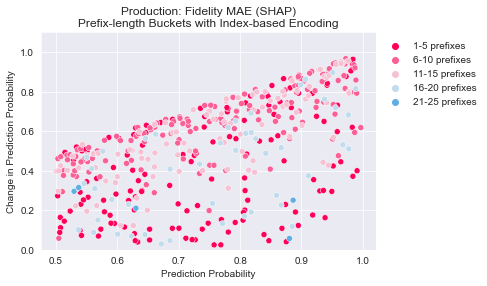 Production: Fidelity MAE (SHAP)
Prefix-length Buckets with Index-based Encoding
1-5 prefixes
6-10 prefixes
11-15 prefixes
16-20 prefixes
21-25 prefixes
Change in Prediction Probability
1.0
0.8
0.6
0.4
0.2
0.0
0.5 0.6 0.7 0.8 0.9 1.0
Prediction Probability